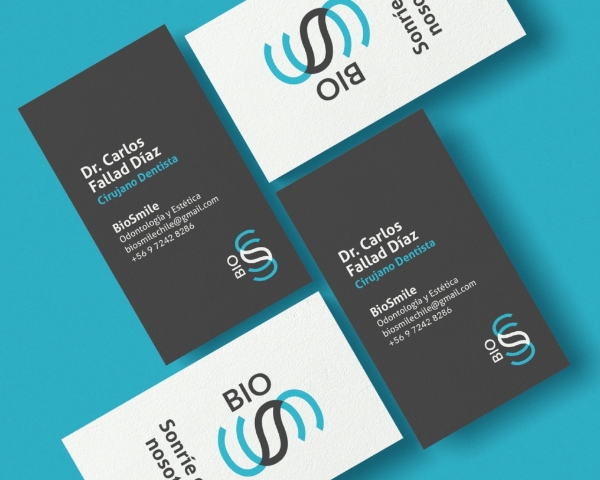 Dr. Carlos
Fallad Díaz
Cirujano Dentista
BioSmile
Odontología y Estética
biosmilechile@gmail.com
+56 9 7242 8286
BIO
BIO
Sonríe
nosot
Dr. Carlos
Fallad Díaz
Cirujano Dentista
BioSmile
Odontología y Estética
biosmilechile@gmail.com
+56 9 7242 8286
BIO
BIO
Sonríe
nosot